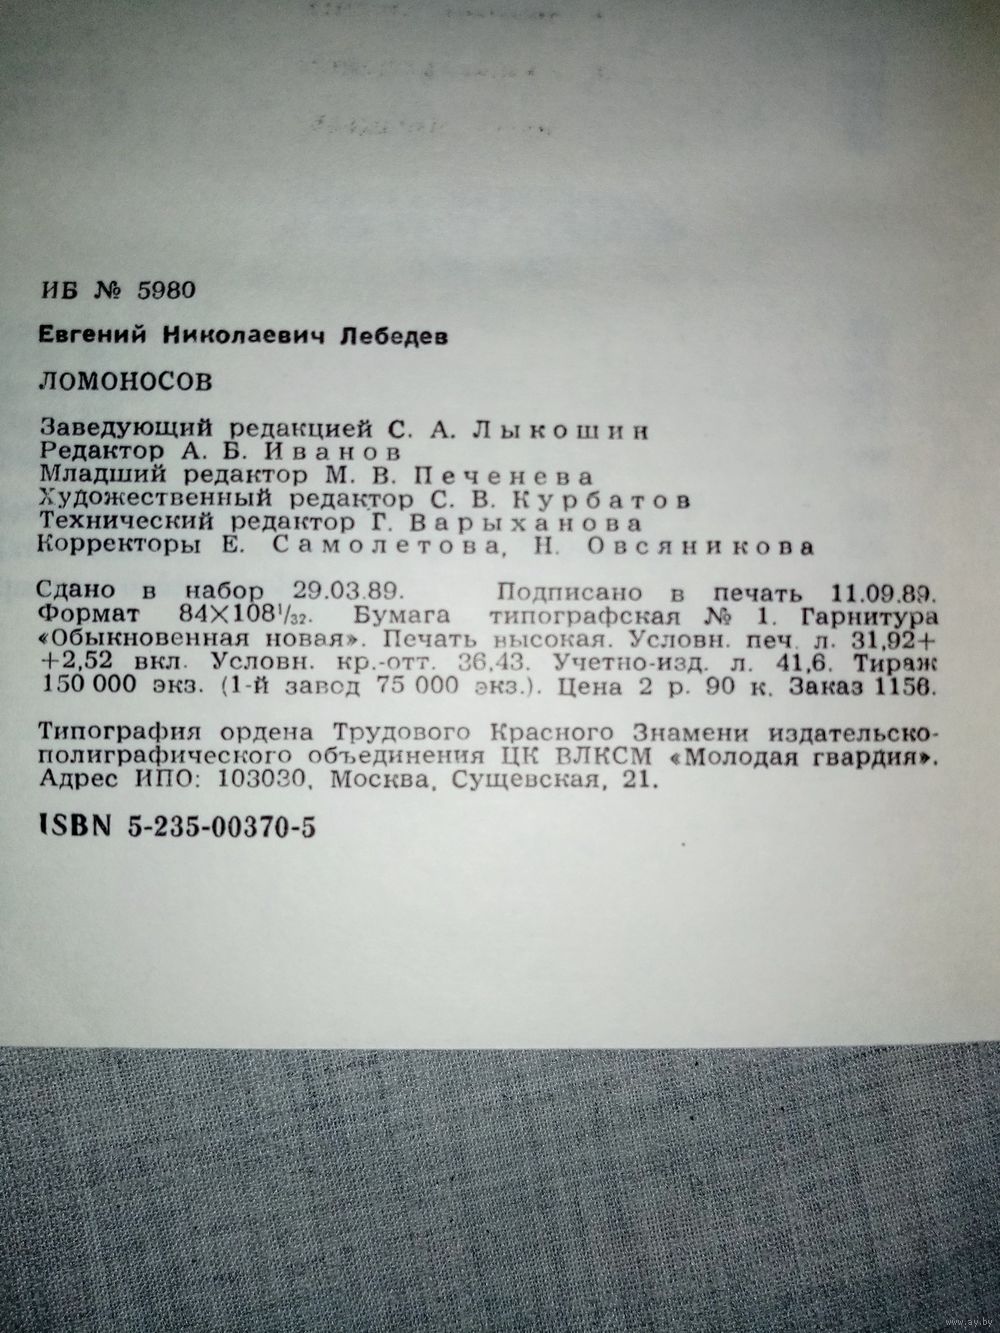 ИБ № 5980
Евгений Николаевич Лебедев
ЛОМОНОСОВ
Заведующий редакцией С. А. Лыкошин
Редактор А. Б. Иванов
Младший редактор М. В. Печенева
Художественный редактор С. В. Курбатов
Технический редактор Г. Варыханова
Корректоры Е. Самолетова, Н. Овсяникова
Сдано в набор 29.03.89. Подписано в печать 11.09.89.
Формат 84×108¹/₃₂. Бумага типографская № 1. Гарнитура
«Обыкновенная новая». Печать высокая. Условн. печ. л. 31,92+
+2,52 вкл. Условн. кр.-отт. 36,43. Учетно-изд. л. 41,6. Тираж
150 000 экз. (1-й завод 75 000 экз.). Цена 2 р. 90 к. Заказ 1156.
Типография ордена Трудового Красного Знамени издательско-
полиграфического объединения ЦК ВЛКСМ «Молодая гвардия».
Адрес ИПО: 103030, Москва, Сущевская, 21.
ISBN 5-235-00370-5
www.ay.by